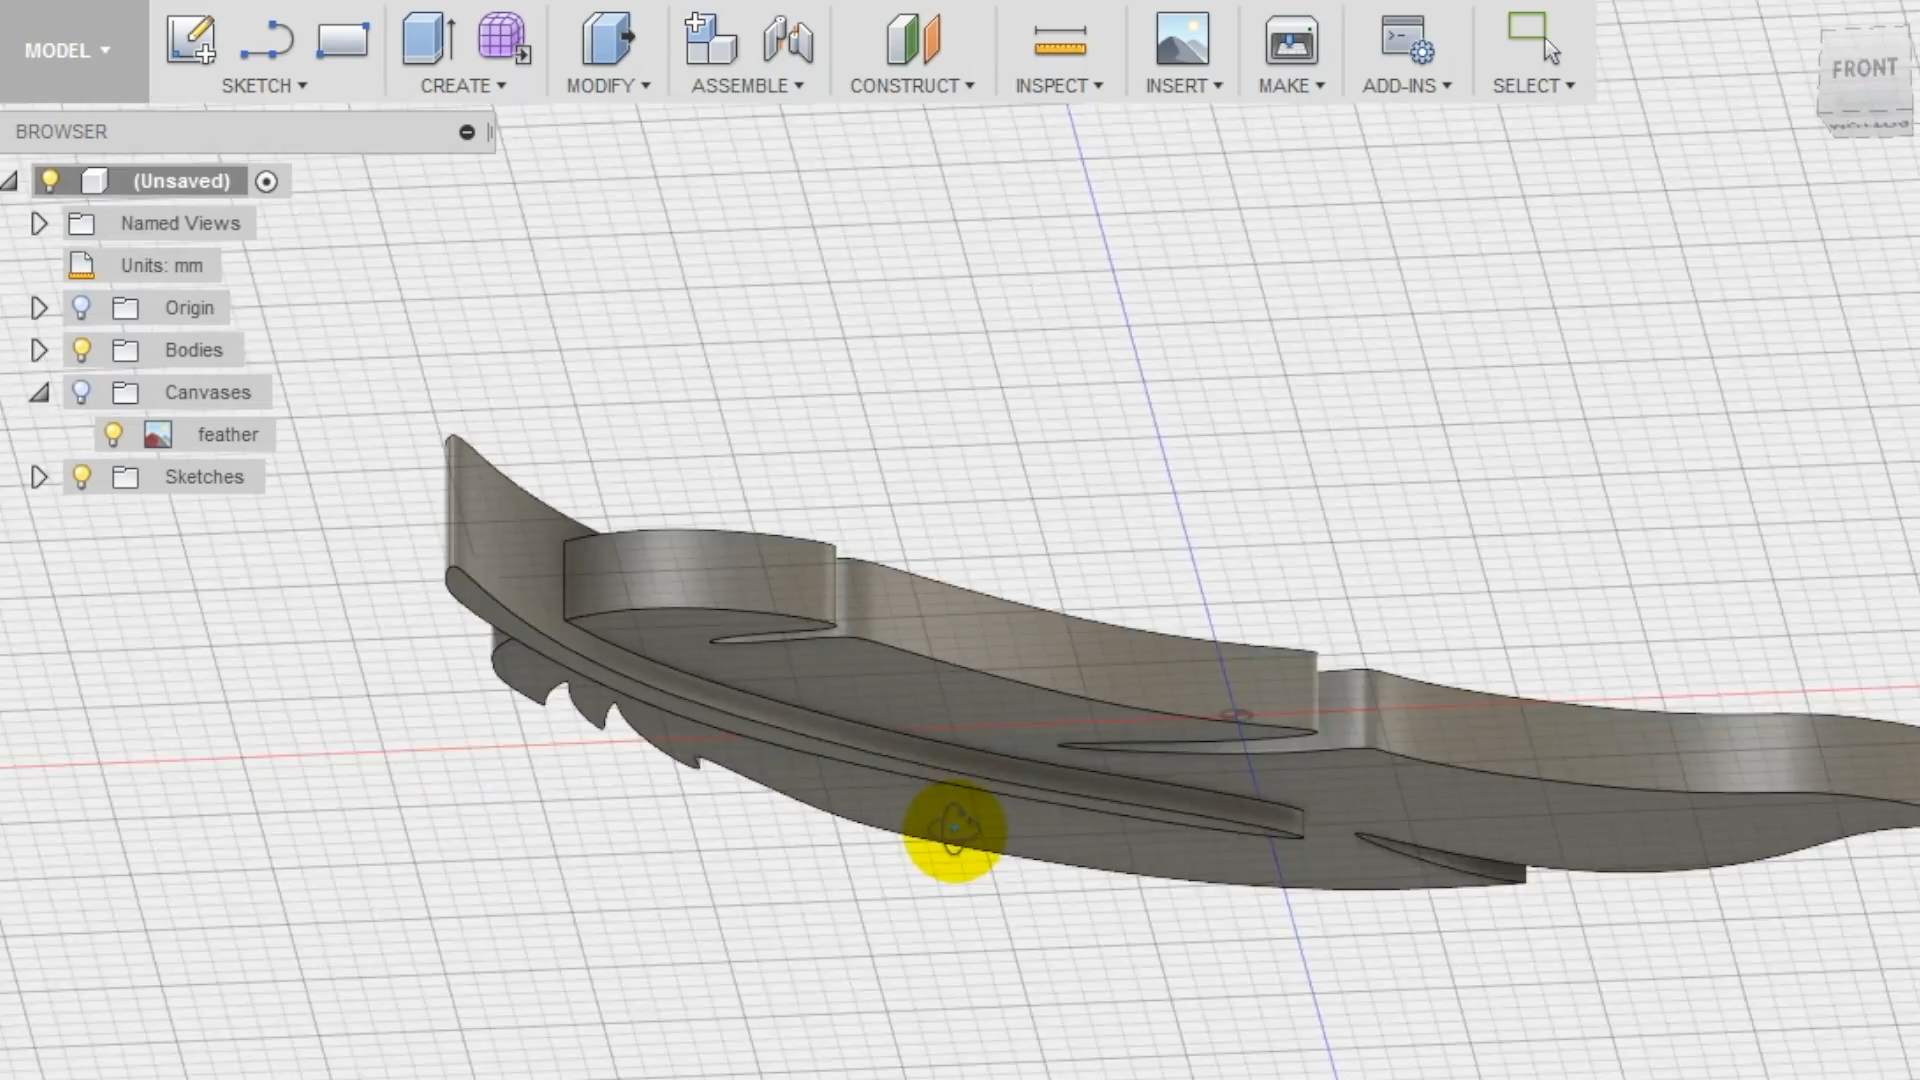 MODEL
SKETCH
CREATE
MODIFY
ASSEMBLE
CONSTRUCT
INSPECT
INSERT
MAKE
ADD-INS
SELECT
FRONT
BROWSER
(Unsaved)
Named Views
Units: mm
Origin
Bodies
Canvases
feather
Sketches